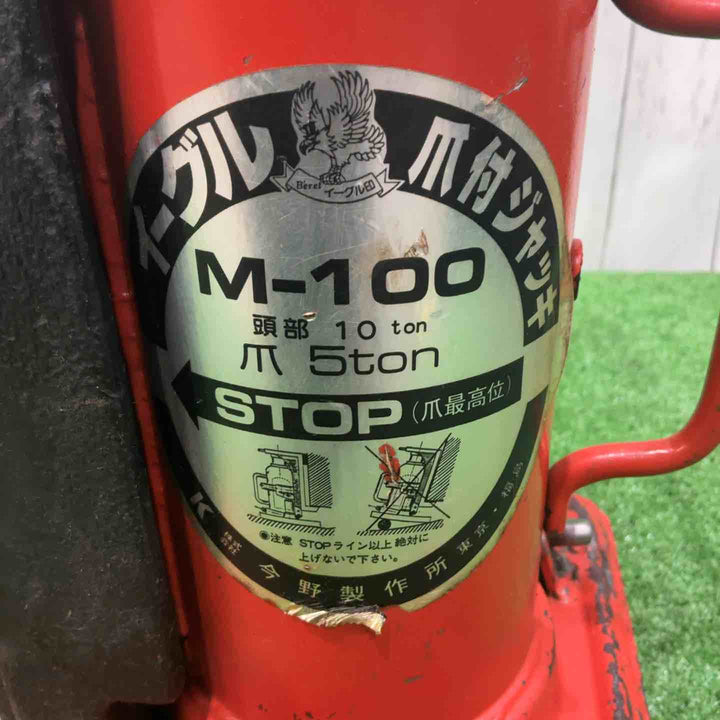 イーグル 爪付ジャッキ
Béret イーグル印
M-100
頭部 10 ton
爪 5ton
STOP (爪最高位)
●注意 STOPライン以上 絶対に
上げないで下さい。
K 株式会社 今野製作所 東京・福島